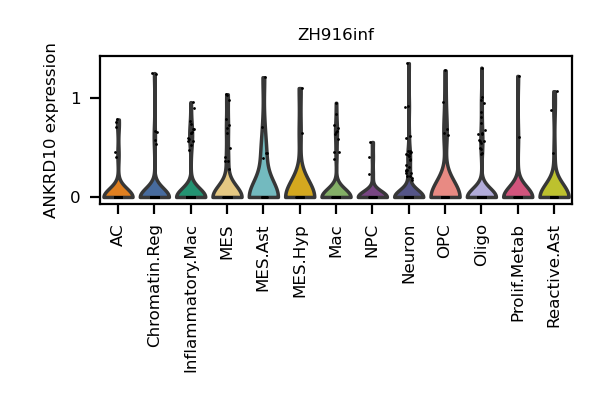 ZH916inf
ANKRD10 expression
1
0
AC
Chromatin.Reg
Inflammatory.Mac
MES
MES.Ast
MES.Hyp
Mac
NPC
Neuron
OPC
Oligo
Prolif.Metab
Reactive.Ast